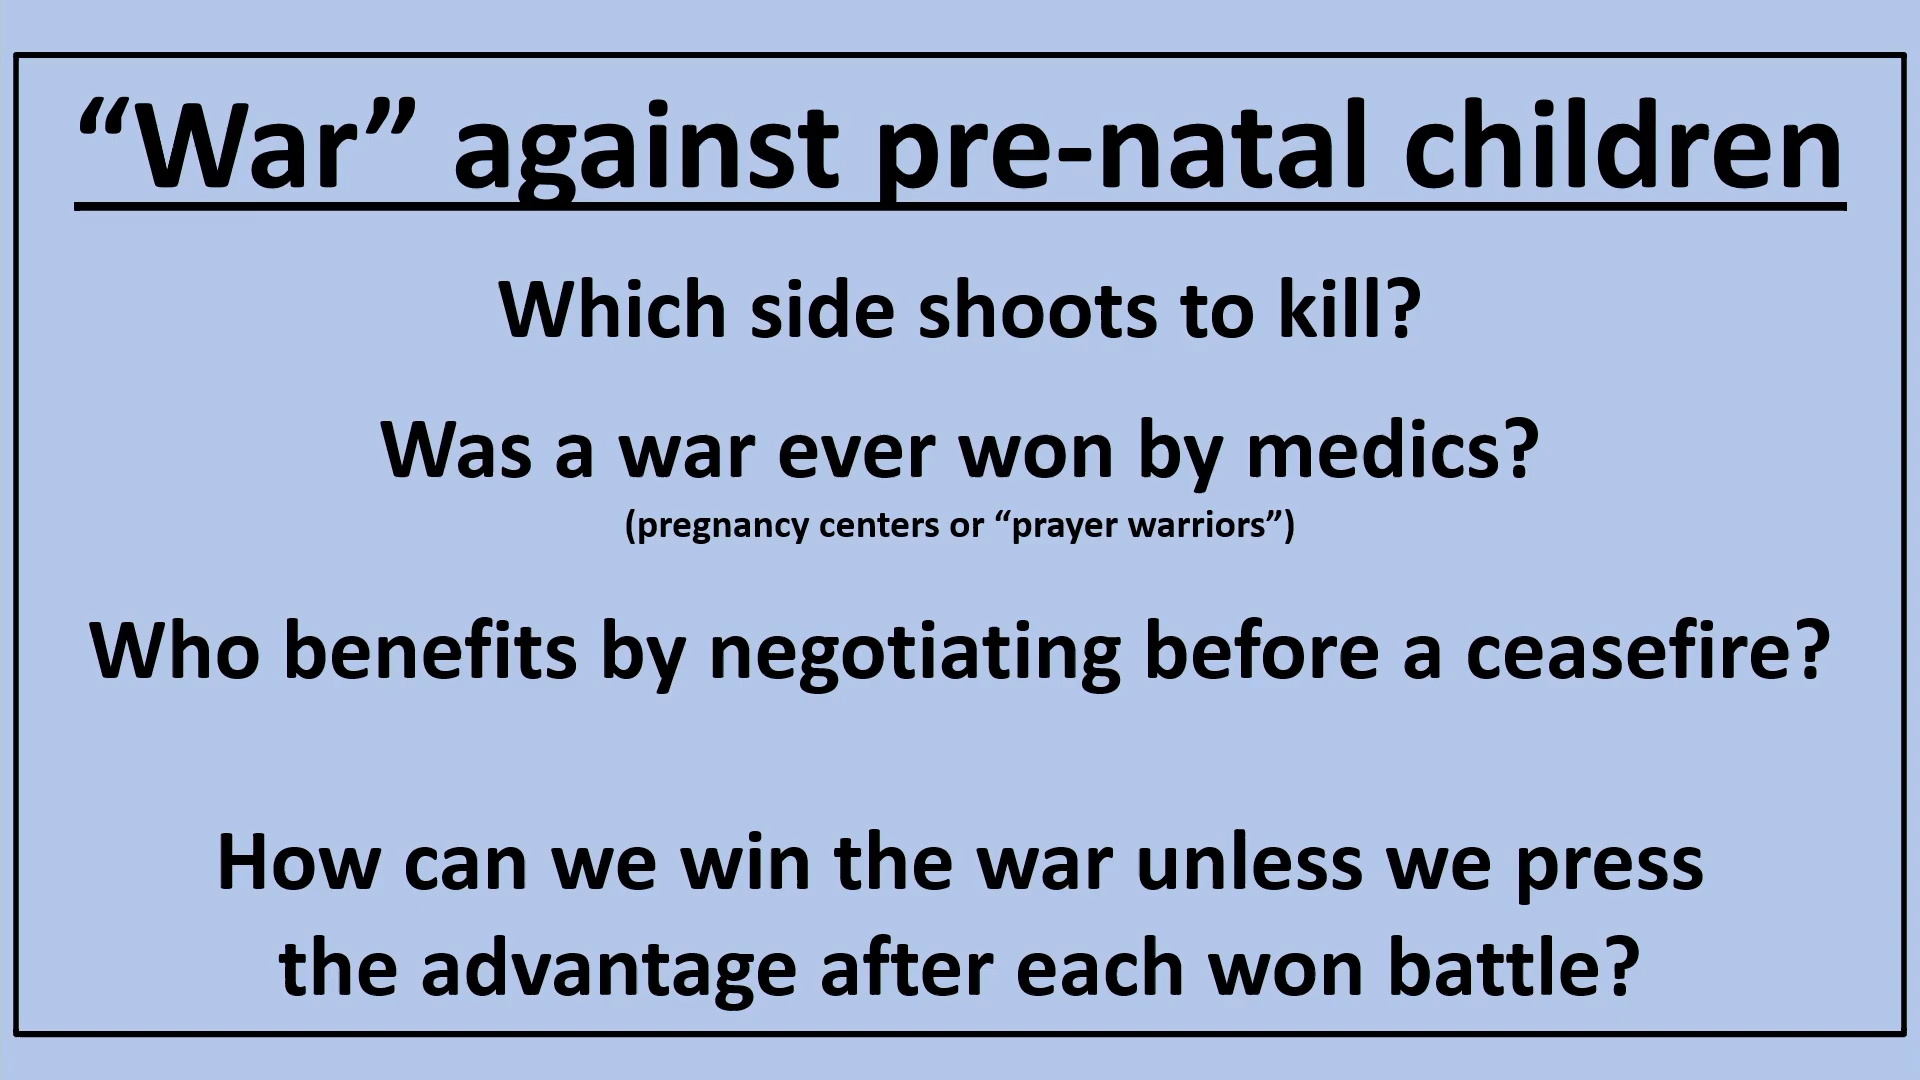 “War” against pre-natal children
Which side shoots to kill?
Was a war ever won by medics?
(pregnancy centers or “prayer warriors”)
Who benefits by negotiating before a ceasefire?
How can we win the war unless we press
the advantage after each won battle?